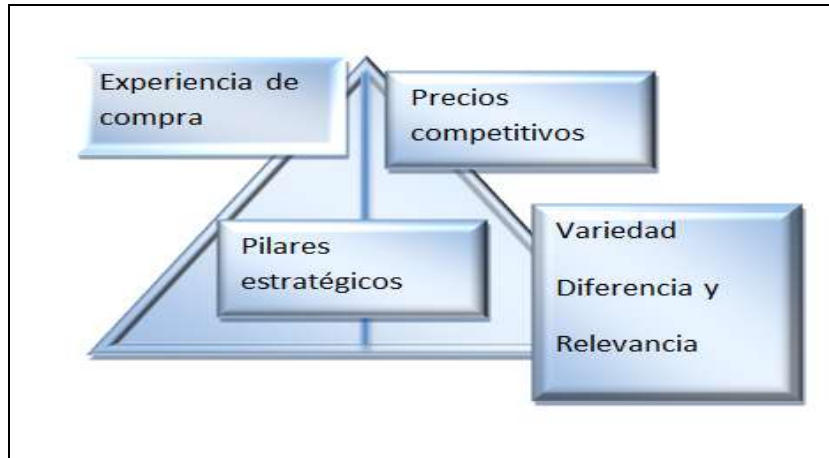 Experiencia de
compra
Precios
competitivos
Pilares
estratégicos
Variedad
Diferencia y
Relevancia